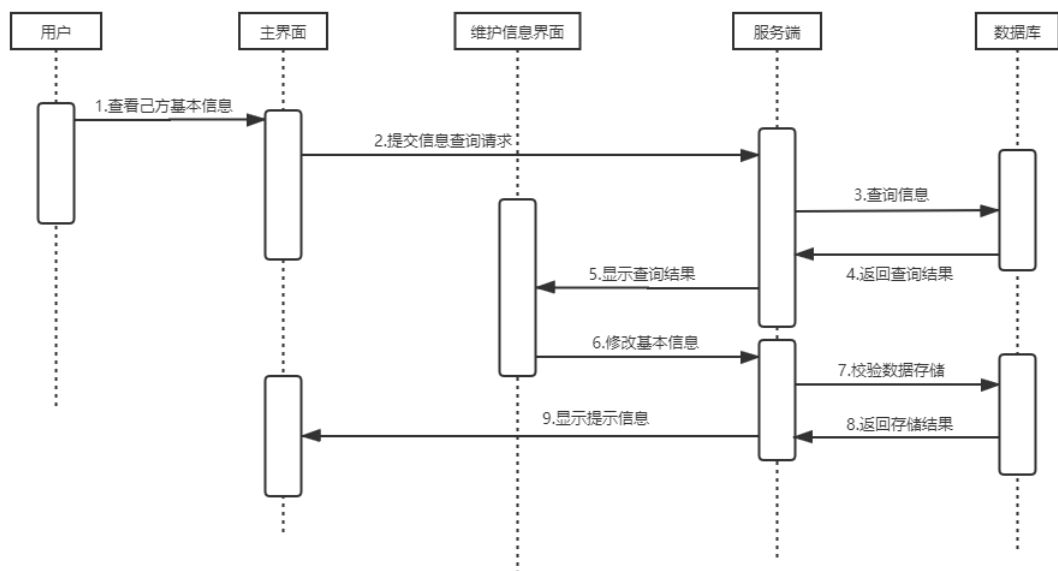 用户
主界面
维护信息界面
服务端
数据库
1.查看己方基本信息
2.提交信息查询请求
3.查询信息
4.返回查询结果
5.显示查询结果
6.修改基本信息
7.校验数据存储
8.返回存储结果
9.显示提示信息